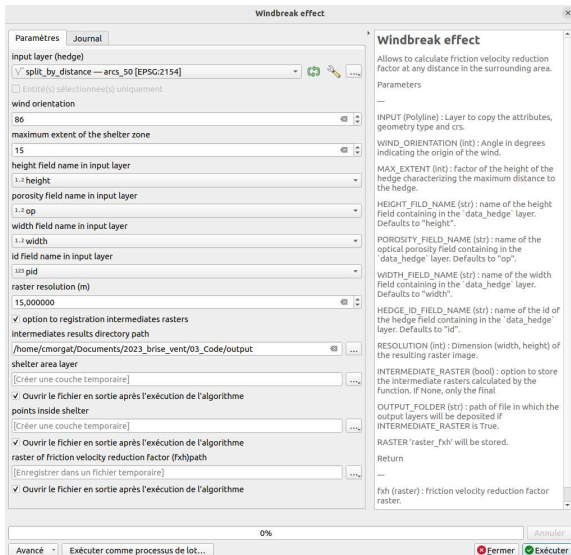 Windbreak effect
Paramètres
Journal
input layer (hedge)
split_by_distance — arcs_50 [EPSG:2154]
Entité(s) sélectionnée(s) uniquement
wind orientation
86
maximum extent of the shelter zone
15
height field name in input layer
1.2 height
porosity field name in input layer
1.2 op
width field name in input layer
1.2 width
id field name in input layer
123 pid
raster resolution (m)
15,000000
option to registration intermediates rasters
intermediates results directory path
/home/cmorgat/Documents/2023_brise_vent/03_Code/output
shelter area layer
[Créer une couche temporaire]
Ouvrir le fichier en sortie après l'exécution de l'algorithme
points inside shelter
[Créer une couche temporaire]
Ouvrir le fichier en sortie après l'exécution de l'algorithme
raster of friction velocity reduction factor (fxh)path
[Enregistrer dans un fichier temporaire]
Ouvrir le fichier en sortie après l'exécution de l'algorithme
Windbreak effect
Allows to calculate friction velocity reduction
factor at any distance in the surrounding area.
Parameters
---
INPUT (Polyline) : Layer to copy the attributes,
geometry type and crs.
WIND_ORIENTATION (int) : Angle in degrees
indicating the origin of the wind.
MAX_EXTENT (int) : factor of the height of the
hedge characterizing the maximum distance to
the hedge.
HEIGHT_FILD_NAME (str) : name of the height
field containing in the `data_hedge` layer.
Defaults to "height".
POROSITY_FIELD_NAME (str) : name of the
optical porosity field containing in the
`data_hedge` layer. Defaults to "op".
WIDTH_FIELD_NAME (str) : name of the width
field containing in the `data_hedge` layer.
Defaults to "width".
HEDGE_ID_FIELD_NAME (str) : name of the id of
the hedge field containing in the `data_hedge`
layer. Defaults to "id".
RESOLUTION (int) : Dimension (width, height) of
the resulting raster image.
INTERMEDIATE_RASTER (bool) : option to store
the intermediate rasters calculated by the
function. If None, only the final
OUTPUT_FOLDER (str) : path of file in which the
output layers will be deposited if
INTERMEDIATE_RASTER is True.
RASTER 'raster_fxh' will be stored.
Return
---
fxh (raster) : friction velocity reduction factor
raster.
0%
Annuler
Avancé
Exécuter comme processus de lot…
Fermer
Exécuter